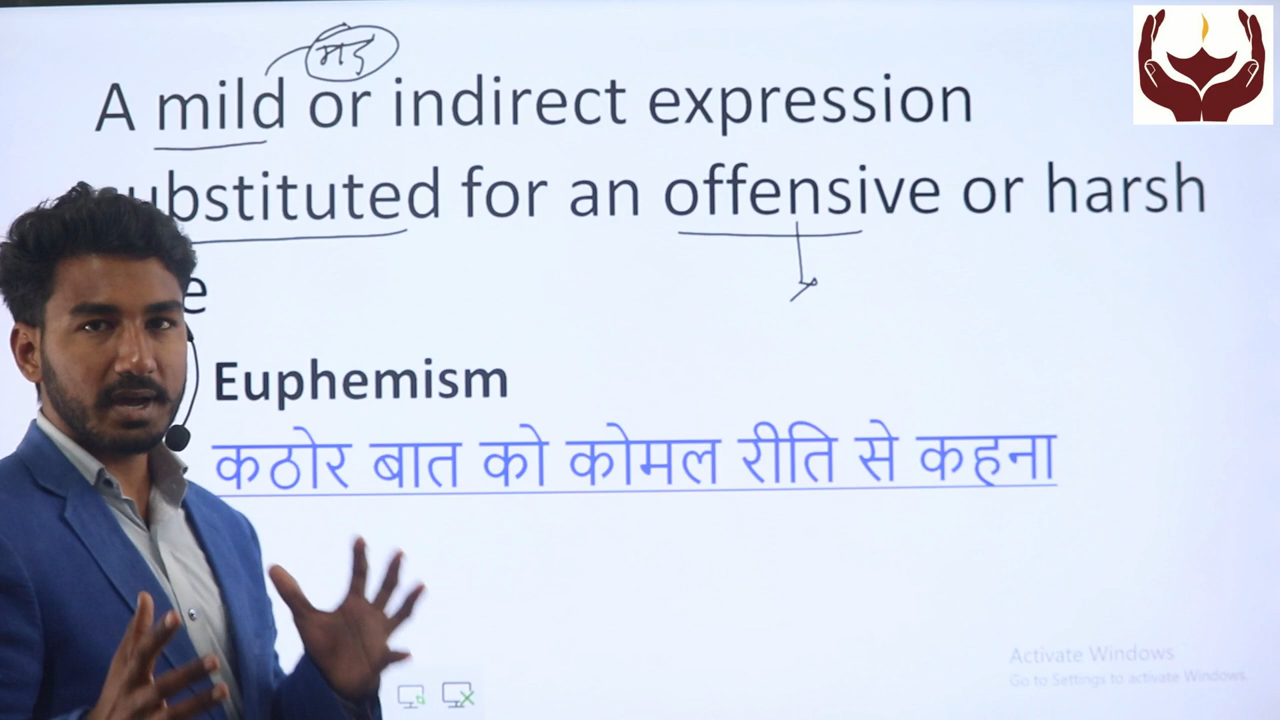 मंद
A mild or indirect expression
ubstituted for an offensive or harsh
e
Euphemism
कठोर बात को कोमल रीति से कहना
Activate Windows
Go to Settings to activate Windows.